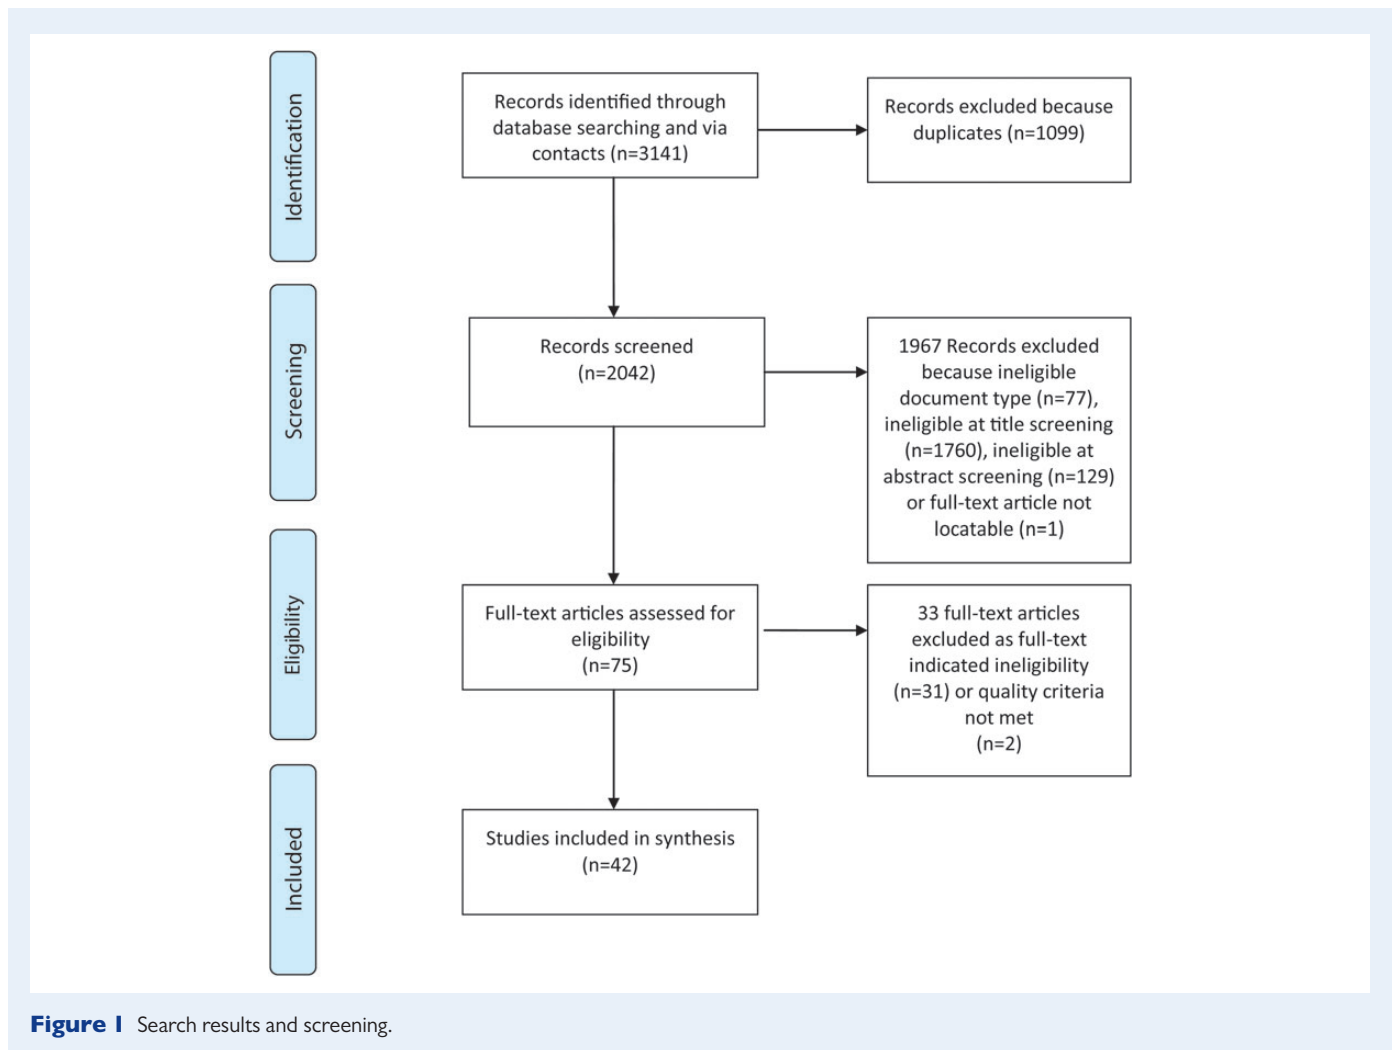 Identification
Records identified through
database searching and via
contacts (n=3141)
Records excluded because
duplicates (n=1099)
Screening
Records screened
(n=2042)
1967 Records excluded
because ineligible
document type (n=77),
ineligible at title screening
(n=1760), ineligible at
abstract screening (n=129)
or full-text article not
locatable (n=1)
Eligibility
Full-text articles assessed for
eligibility
(n=75)
33 full-text articles
excluded as full-text
indicated ineligibility
(n=31) or quality criteria
not met
(n=2)
Included
Studies included in synthesis
(n=42)
Figure 1 Search results and screening.